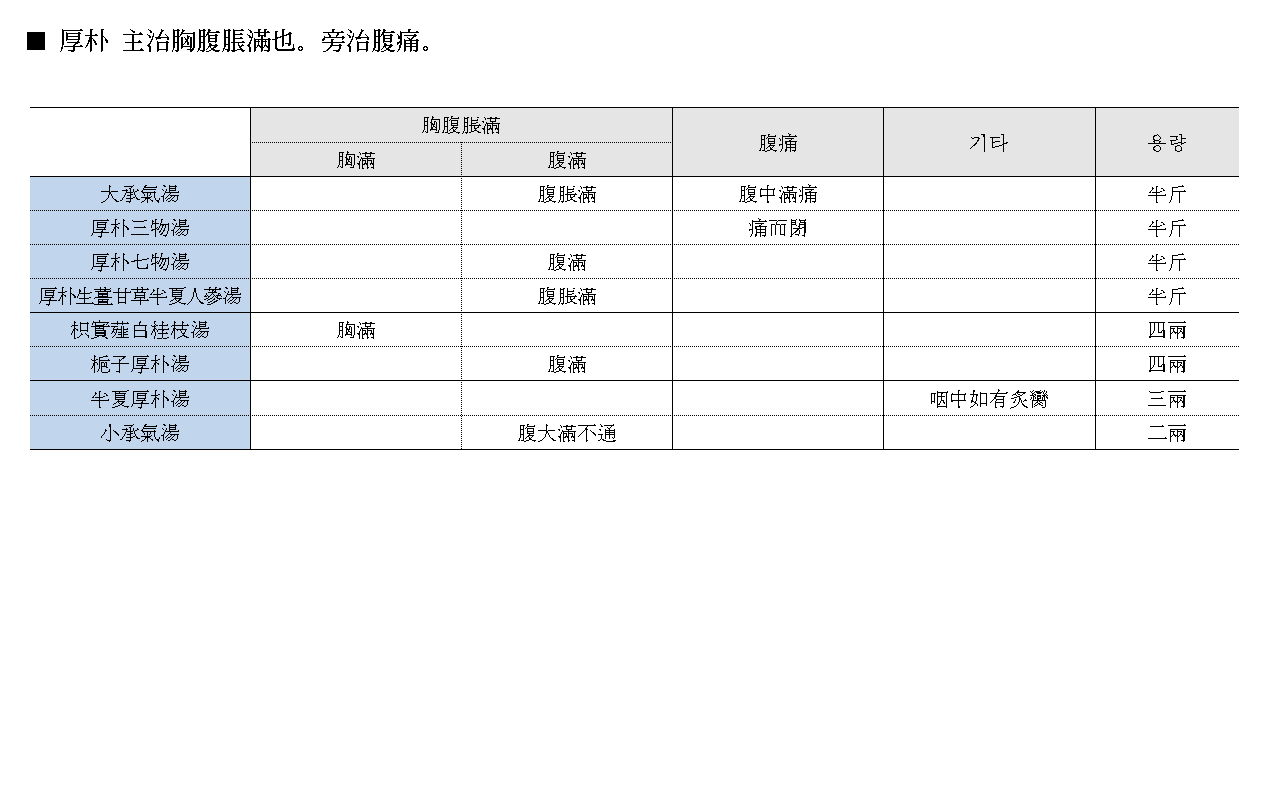 ■ 厚朴 主治胸腹脹滿也。旁治腹痛。
胸腹脹滿 腹痛 기타 용량
胸滿 腹滿
大承氣湯 腹脹滿 腹中滿痛 半斤
厚朴三物湯 痛而閉 半斤
厚朴七物湯 腹滿 半斤
厚朴生薑甘草半夏人蔘湯 腹脹滿 半斤
枳實薤白桂枝湯 胸滿 四兩
梔子厚朴湯 腹滿 四兩
半夏厚朴湯 咽中如有炙臠 三兩
小承氣湯 腹大滿不通 二兩